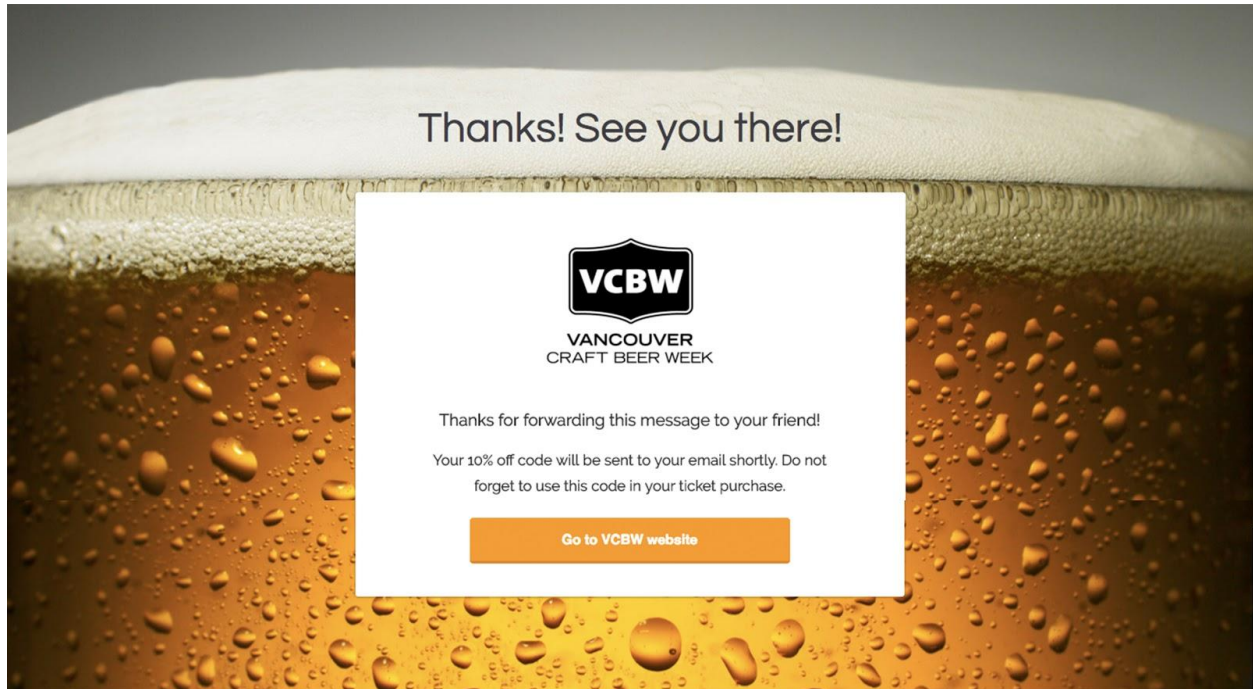 Thanks! See you there!
VCBW
VANCOUVER
CRAFT BEER WEEK
Thanks for forwarding this message to your friend!
Your 10% off code will be sent to your email shortly. Do not
forget to use this code in your ticket purchase.
Go to VCBW website